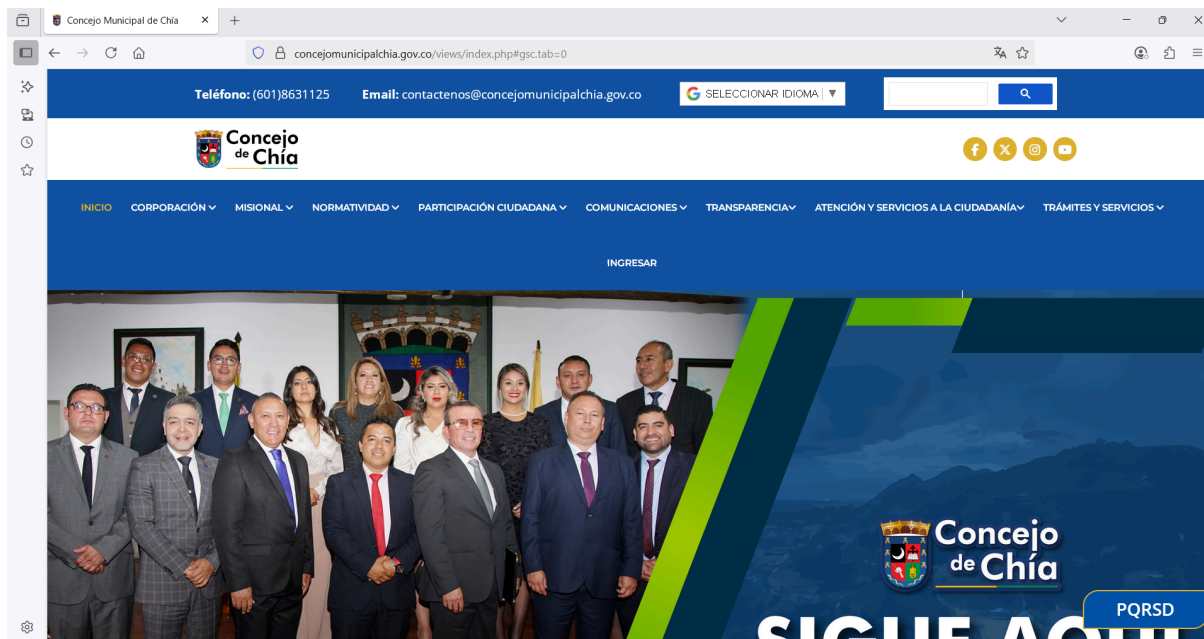 Concejo Municipal de Chía
concejomunicipalchia.gov.co/views/index.php#gsc.tab=0
Teléfono: (601)8631125 Email: contactenos@concejomunicipalchia.gov.co SELECCIONAR IDIOMA ▼
Concejo
de Chía
INICIO CORPORACIÓN MISIONAL NORMATIVIDAD PARTICIPACIÓN CIUDADANA COMUNICACIONES TRANSPARENCIA ATENCIÓN Y SERVICIOS A LA CIUDADANÍA TRÁMITES Y SERVICIOS
INGRESAR
Concejo
de Chía
PQRSD
SIGUE